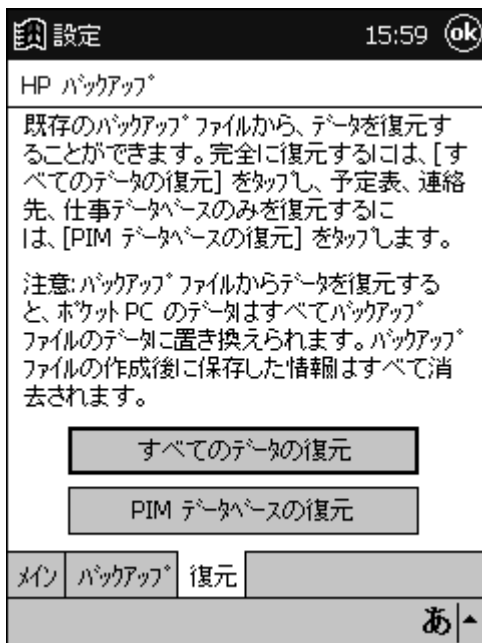 設定 15:59 ok
HP バックアップ
既存のバックアップ ファイルから、データを復元す
ることができます。完全に復元するには、[す
べてのデータの復元] をタップし、予定表、連絡
先、仕事データベースのみを復元するに
は、[PIM データベースの復元] をタップします。
注意:バックアップ ファイルからデータを復元する
と、ポケット PC のデータはすべてバックアップ
ファイルのデータに置き換えられます。バックアップ
ファイルの作成後に保存した情報はすべて消
去されます。
すべてのデータの復元
PIM データベースの復元
メイン バックアップ 復元
あ